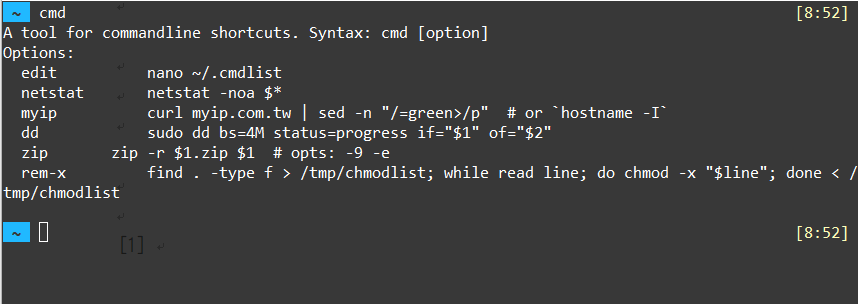 ~ cmd [8:52]
A tool for commandline shortcuts. Syntax: cmd [option]
Options:
  edit          nano ~/.cmdlist
  netstat       netstat -noa $*
  myip          curl myip.com.tw | sed -n "/=green>/p"  # or `hostname -I`
  dd            sudo dd bs=4M status=progress if="$1" of="$2"
  zip       zip -r $1.zip $1  # opts: -9 -e
  rem-x         find . -type f > /tmp/chmodlist; while read line; do chmod -x "$line"; done < /
tmp/chmodlist
~ [8:52]
[1]